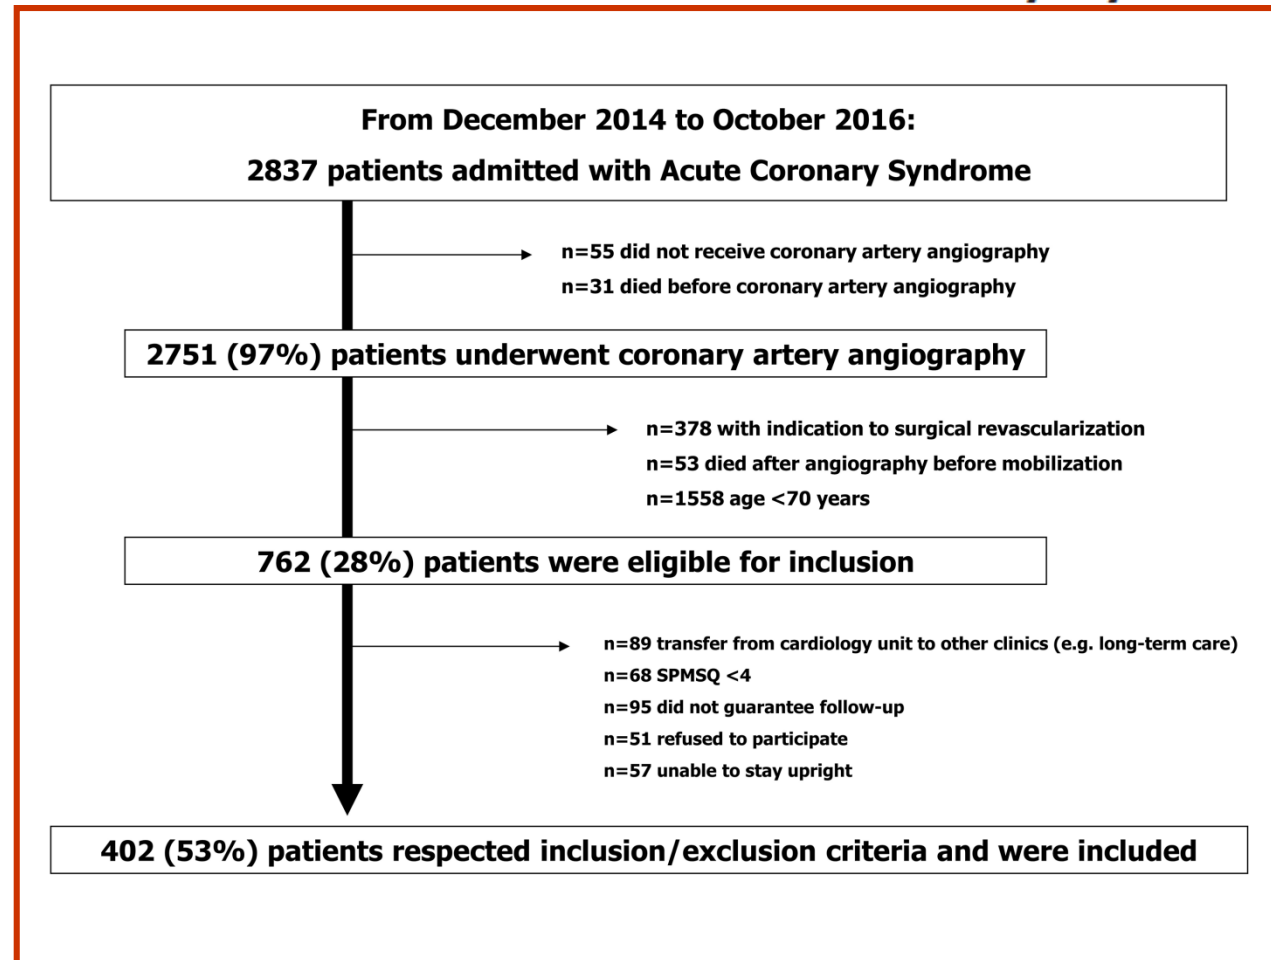 From December 2014 to October 2016:
2837 patients admitted with Acute Coronary Syndrome
n=55 did not receive coronary artery angiography
n=31 died before coronary artery angiography
2751 (97%) patients underwent coronary artery angiography
n=378 with indication to surgical revascularization
n=53 died after angiography before mobilization
n=1558 age <70 years
762 (28%) patients were eligible for inclusion
n=89 transfer from cardiology unit to other clinics (e.g. long-term care)
n=68 SPMSQ <4
n=95 did not guarantee follow-up
n=51 refused to participate
n=57 unable to stay upright
402 (53%) patients respected inclusion/exclusion criteria and were included